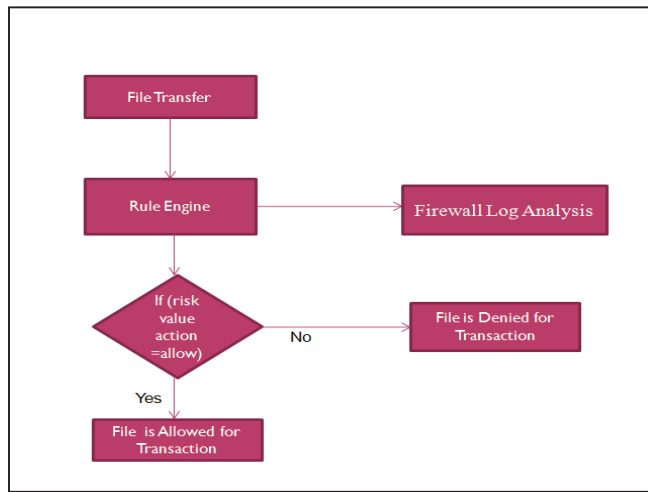 File Transfer
Rule Engine
Firewall Log Analysis
If (risk
value
action
=allow)
No
File is Denied for
Transaction
Yes
File is Allowed for
Transaction